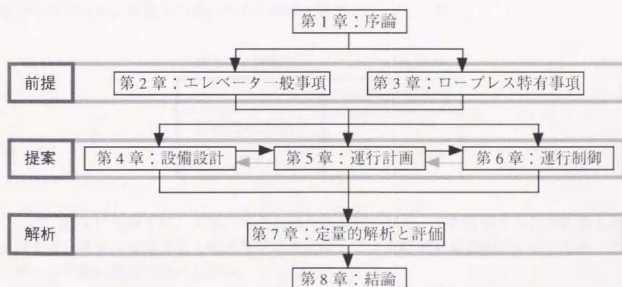 第1章：序論
前提
第2章：エレベーター般事項
第3章：ロープレス特有事項
提案
第4章：設備設計
第5章：運行計画
第6章：運行制御
解析
第7章：定量的解析と評価
第8章：結論